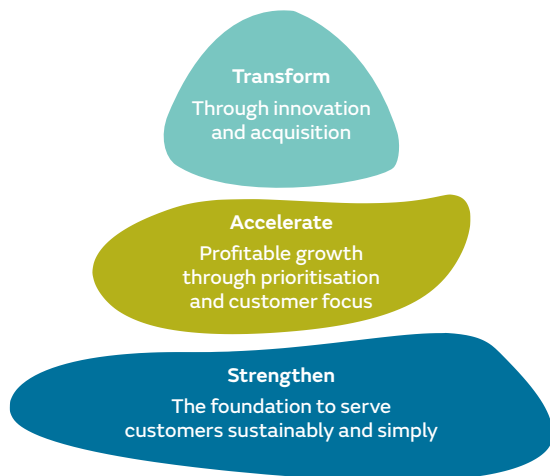 Transform
Through innovation
and acquisition
Accelerate
Profitable growth
through prioritisation
and customer focus
Strengthen
The foundation to serve
customers sustainably and simply